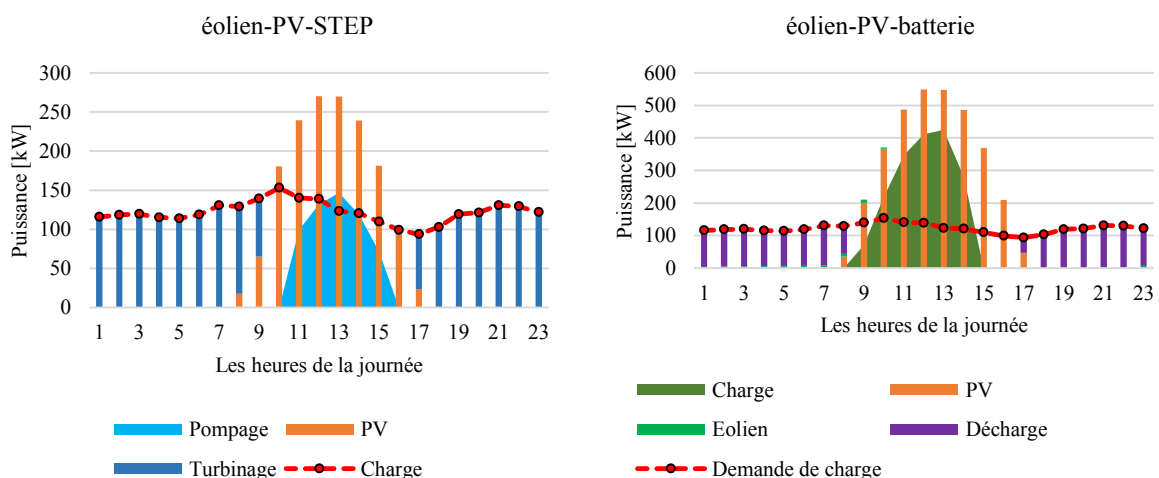 éolien-PV-STEP
Puissance [kW]
300
250
200
150
100
50
0
1 3 5 7 9 11 13 15 17 19 21 23
Les heures de la journée
Pompage PV
Turbinage Charge
éolien-PV-batterie
Puissance [kW]
600
500
400
300
200
100
0
1 3 5 7 9 11 13 15 17 19 21 23
Les heures de la journée
Charge PV
Eolien Décharge
Demande de charge